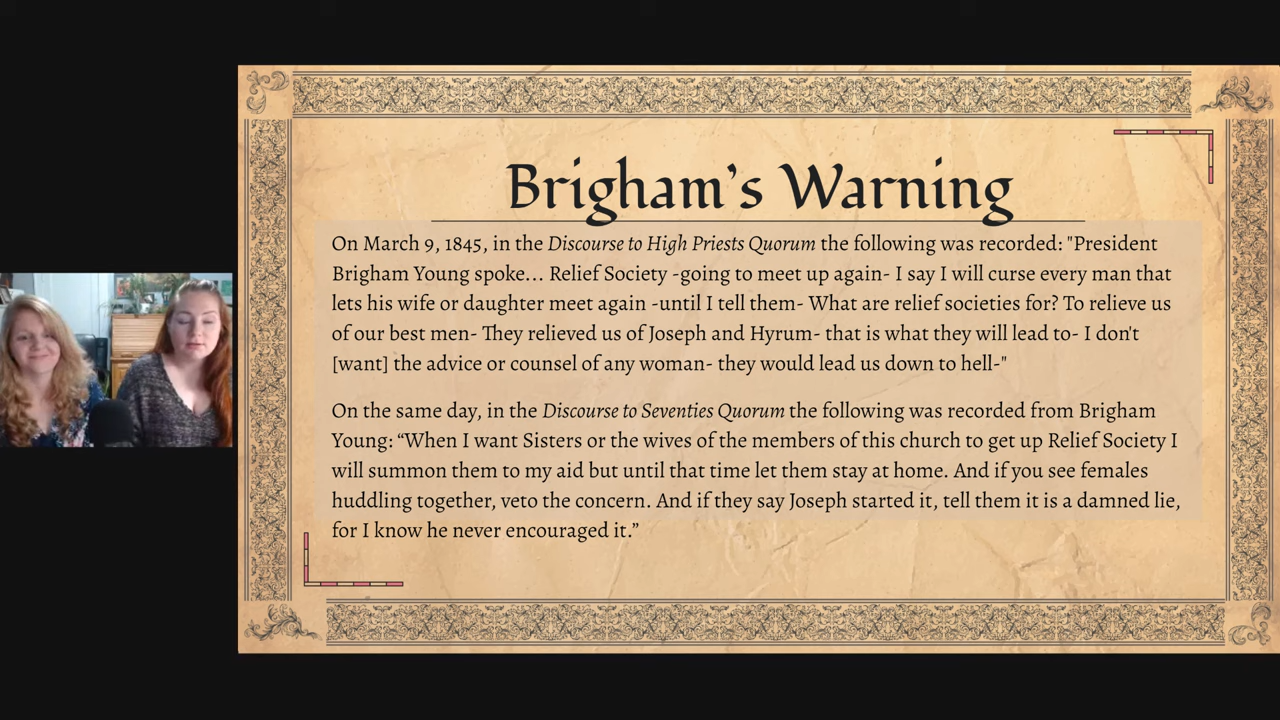 Brigham's Warning
On March 9, 1845, in the Discourse to High Priests Quorum the following was recorded: "President
Brigham Young spoke... Relief Society -going to meet up again- I say I will curse every man that
lets his wife or daughter meet again -until I tell them- What are relief societies for? To relieve us
of our best men- They relieved us of Joseph and Hyrum- that is what they will lead to- I don't
[want] the advice or counsel of any woman- they would lead us down to hell-"
On the same day, in the Discourse to Seventies Quorum the following was recorded from Brigham
Young: “When I want Sisters or the wives of the members of this church to get up Relief Society I
will summon them to my aid but until that time let them stay at home. And if you see females
huddling together, veto the concern. And if they say Joseph started it, tell them it is a damned lie,
for I know he never encouraged it.”